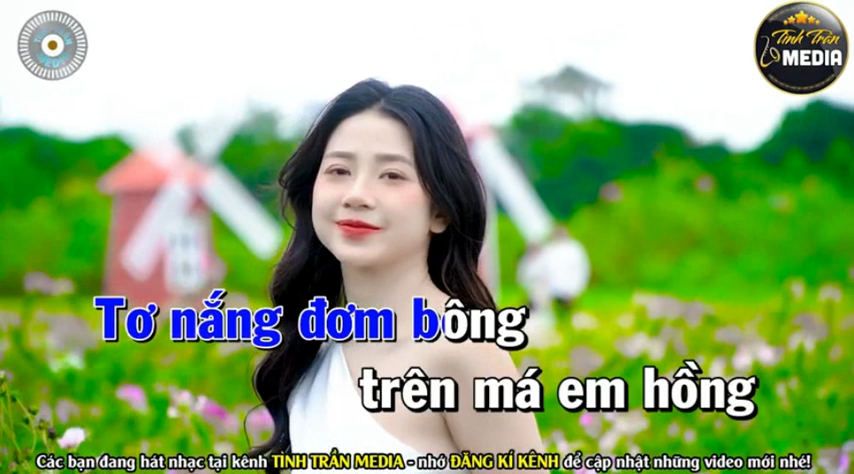 Tình Trần
MEDIA
Tơ nắng đơm bông
trên má em hồng
Các bạn đang hát nhạc tại kênh TÌNH TRẦN MEDIA - nhớ ĐĂNG KÍ KÊNH để cập nhật những video mới nhé!